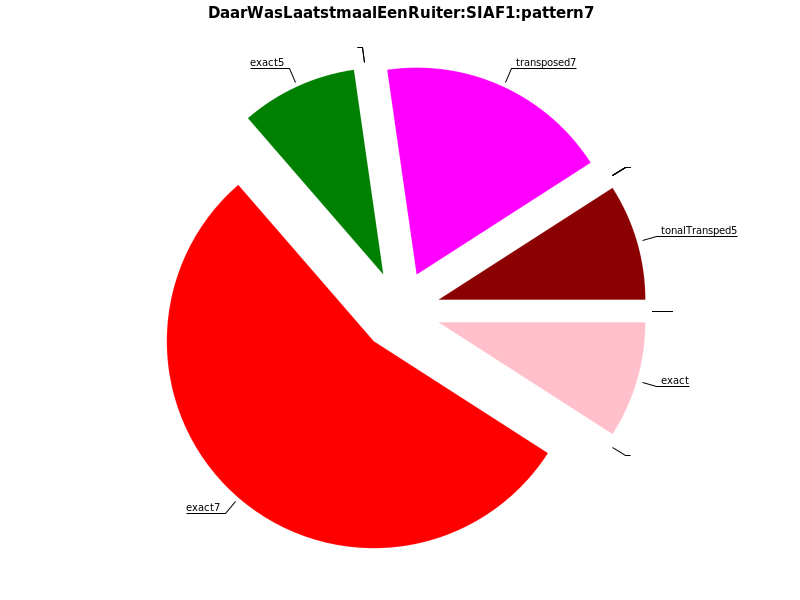 DaarWasLaatstmaalEenRuiter:SIAF1:pattern7
exact5
transposed7
tonalTransped5
exact
exact7